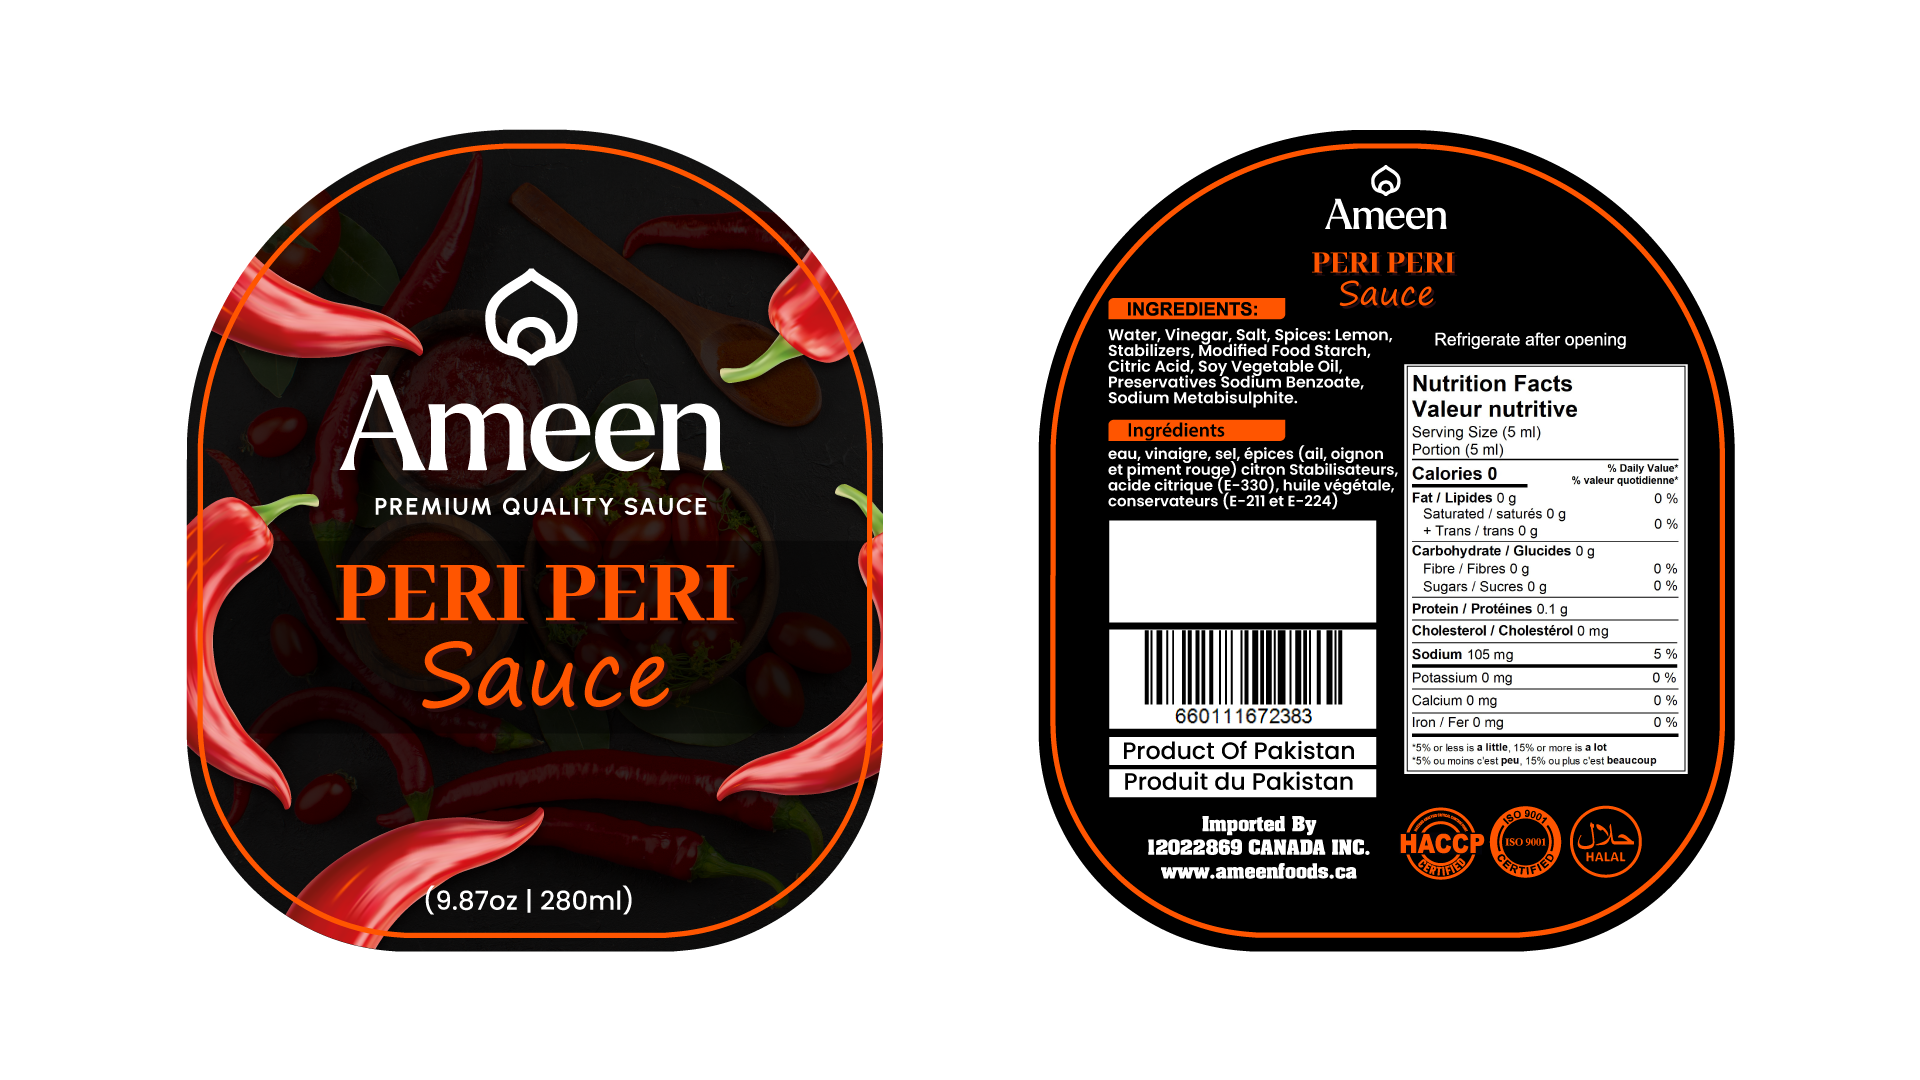 Ameen
PREMIUM QUALITY SAUCE
PERI PERI
Sauce
(9.87oz | 280ml)
Ameen
PERI PERI
Sauce
INGREDIENTS:
Water, Vinegar, Salt, Spices: Lemon,
Stabilizers, Modified Food Starch,
Citric Acid, Soy Vegetable Oil,
Preservatives Sodium Benzoate,
Sodium Metabisulphite.
Ingrédients
eau, vinaigre, sel, épices (ail, oignon
et piment rouge) citron Stabilisateurs,
acide citrique (E-330), huile végétale,
conservateurs (E-211 et E-224)
660111672383
Product Of Pakistan
Produit du Pakistan
Imported By
12022869 CANADA INC.
www.ameenfoods.ca
Refrigerate after opening
Nutrition Facts
Valeur nutritive
Serving Size (5 ml)
Portion (5 ml)
Calories 0 % Daily Value*
% valeur quotidienne*
Fat / Lipides 0 g 0 %
Saturated / saturés 0 g
+ Trans / trans 0 g 0 %
Carbohydrate / Glucides 0 g
Fibre / Fibres 0 g 0 %
Sugars / Sucres 0 g 0 %
Protein / Protéines 0.1 g
Cholesterol / Cholestérol 0 mg
Sodium 105 mg 5 %
Potassium 0 mg 0 %
Calcium 0 mg 0 %
Iron / Fer 0 mg 0 %
*5% or less is a little, 15% or more is a lot
*5% ou moins c'est peu, 15% ou plus c'est beaucoup
HACCP
CERTIFIED
ISO 9001
ISO 9001
CERTIFIED
حلال
HALAL